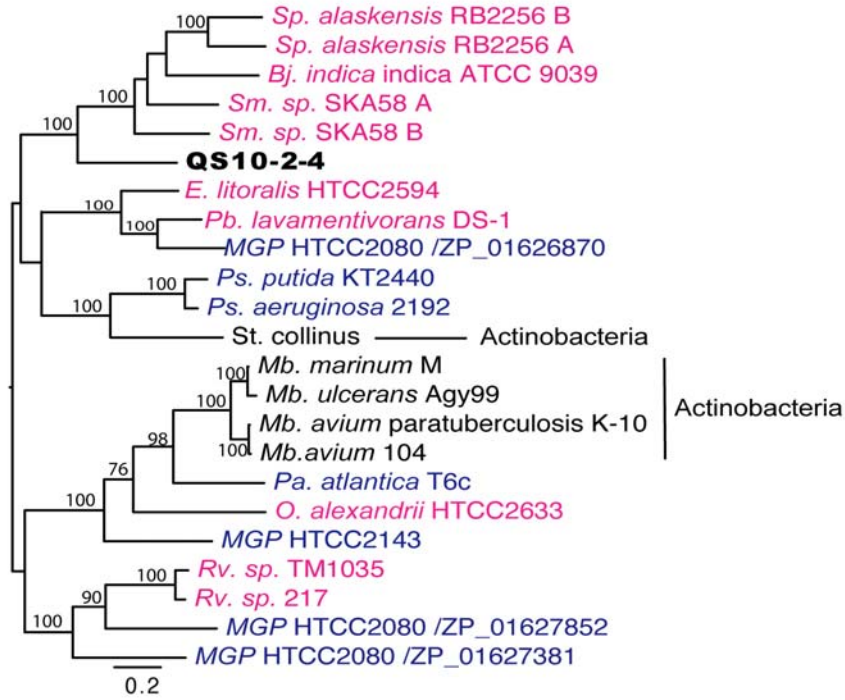 100
Sp. alaskensis RB2256 B
Sp. alaskensis RB2256 A
Bj. indica indica ATCC 9039
100
Sm. sp. SKA58 A
100
Sm. sp. SKA58 B
QS10-2-4
E. litoralis HTCC2594
100
Pb. lavamentivorans DS-1
100
MGP HTCC2080 /ZP_01626870
Ps. putida KT2440
100
Ps. aeruginosa 2192
100
St. collinus Actinobacteria
Mb. marinum M
100
Mb. ulcerans Agy99
100
Actinobacteria
Mb. avium paratuberculosis K-10
98
100
Mb.avium 104
76
Pa. atlantica T6c
100
O. alexandrii HTCC2633
MGP HTCC2143
Rv. sp. TM1035
100
Rv. sp. 217
90
MGP HTCC2080 /ZP_01627852
100
MGP HTCC2080 /ZP_01627381
0.2